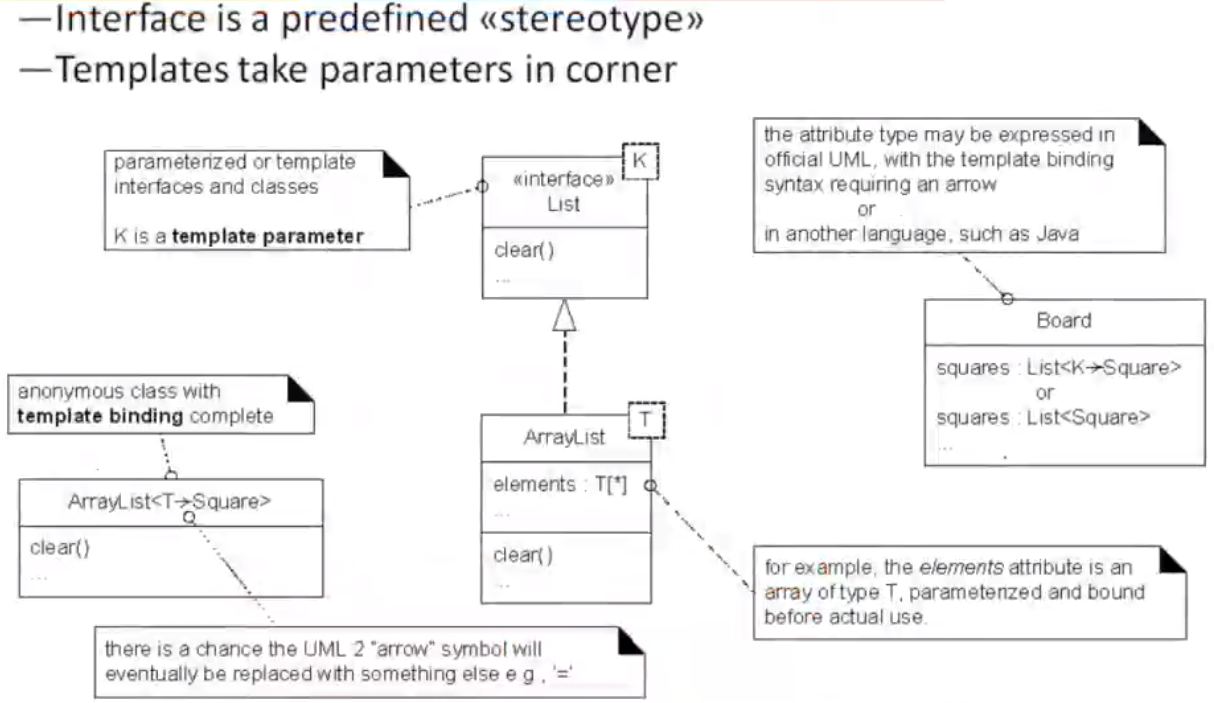 —Interface is a predefined «stereotype»
—Templates take parameters in corner
parameterized or template
interfaces and classes
K is a template parameter
K
«interface»
List
clear()
...
the attribute type may be expressed in
official UML, with the template binding
syntax requiring an arrow
or
in another language, such as Java
Board
squares : List<K→Square>
or
squares : List<Square>
...
anonymous class with
template binding complete
ArrayList<T→Square>
clear()
...
T
ArrayList
elements : T[*]
...
clear()
...
for example, the elements attribute is an
array of type T, parameterized and bound
before actual use.
there is a chance the UML 2 "arrow" symbol will
eventually be replaced with something else e g , '='